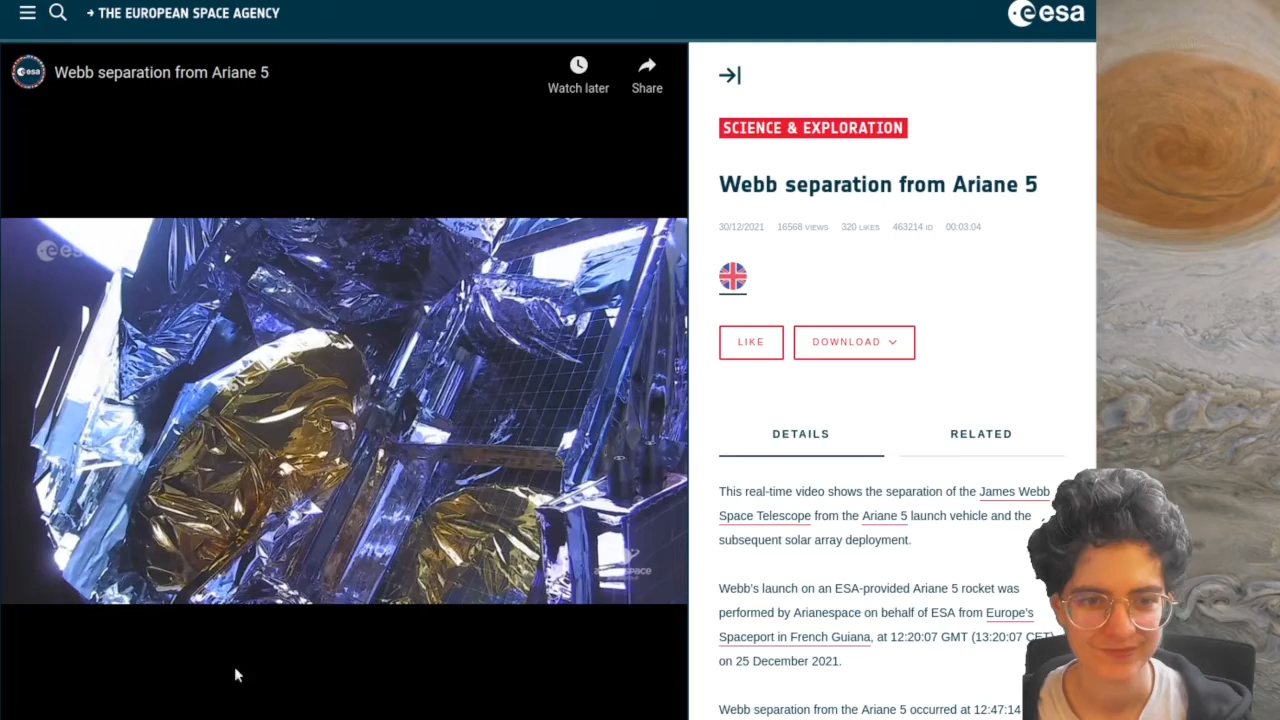 → THE EUROPEAN SPACE AGENCY
esa
esa
Webb separation from Ariane 5
Watch later
Share
esa
SCIENCE & EXPLORATION
Webb separation from Ariane 5
30/12/2021 16568 VIEWS 320 LIKES 463214 ID 00:03:04
LIKE
DOWNLOAD
DETAILS
RELATED
This real-time video shows the separation of the James Webb
Space Telescope from the Ariane 5 launch vehicle and the
subsequent solar array deployment.
Webb's launch on an ESA-provided Ariane 5 rocket was
performed by Arianespace on behalf of ESA from Europe's
Spaceport in French Guiana, at 12:20:07 GMT (13:20:07 CET)
on 25 December 2021.
Webb separation from the Ariane 5 occurred at 12:47:14